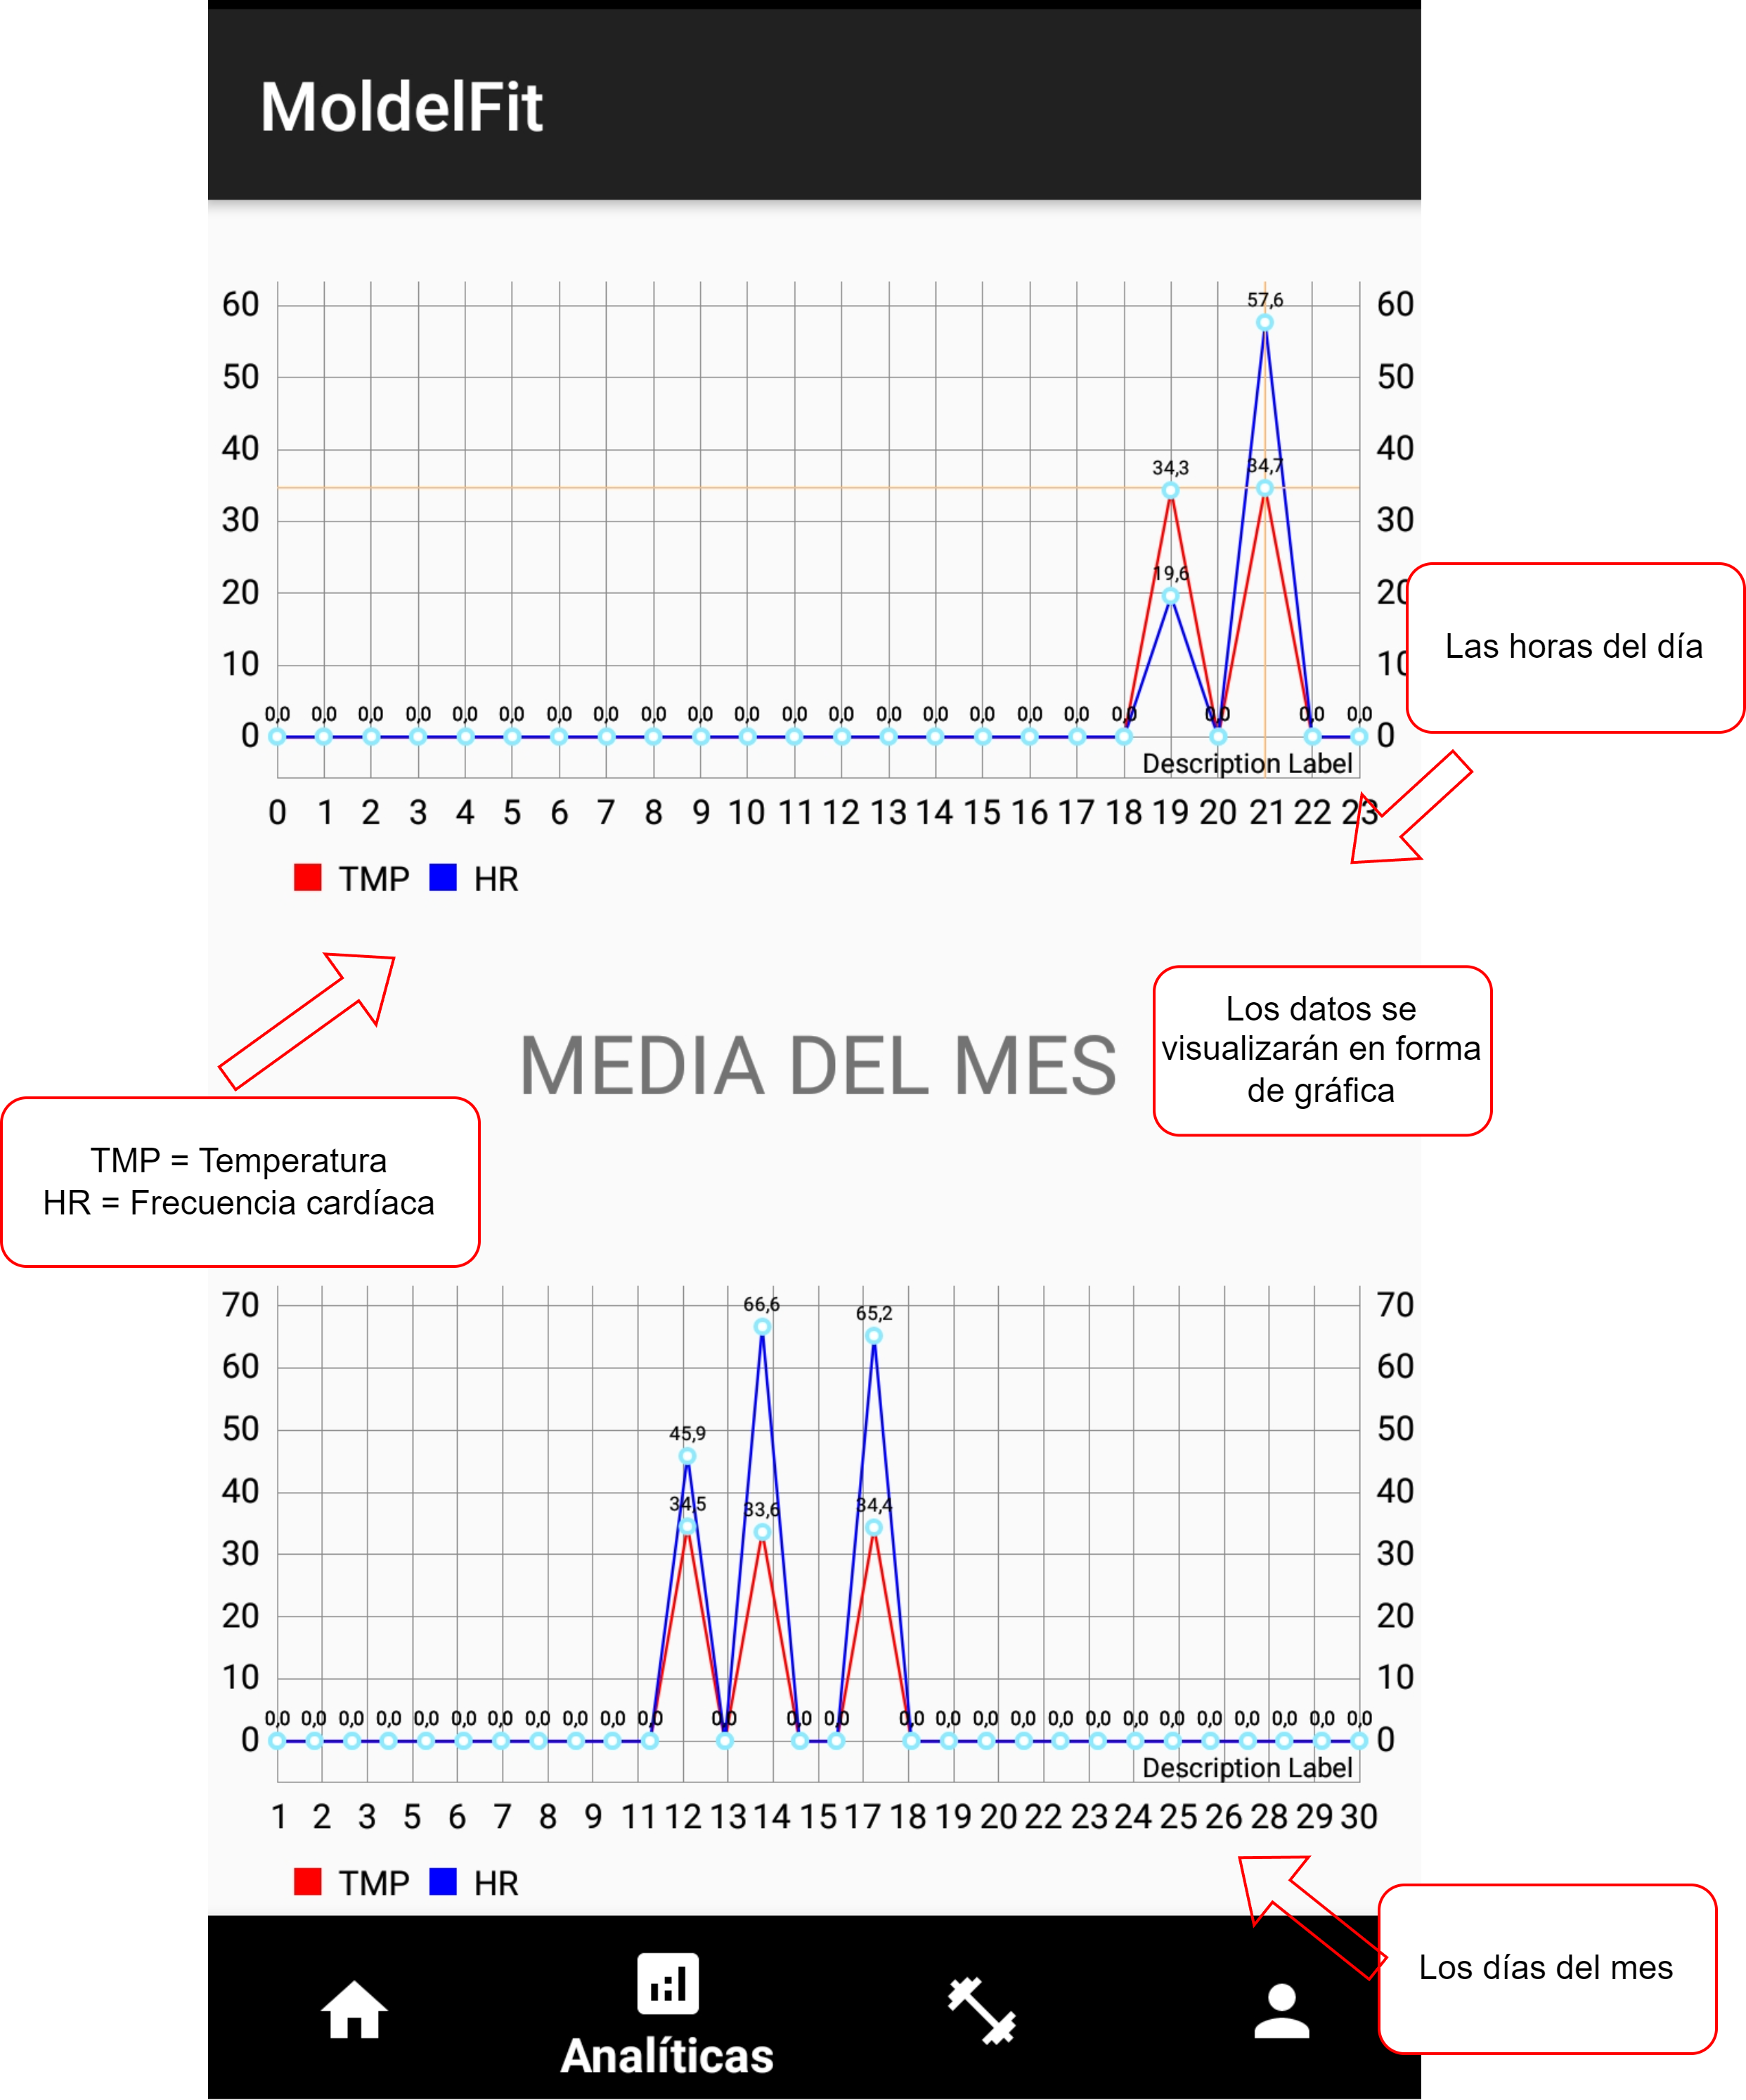 MoldelFit
60 60
57,6
50 50
40 40
34,3 34,7
30 30
19,6
20 20
10 10
0,0 0,0 0,0 0,0 0,0 0,0 0,0 0,0 0,0 0,0 0,0 0,0 0,0 0,0 0,0 0,0 0,0 0,0 0,0 0,0 0,0 0,0
0 0
Description Label
0 1 2 3 4 5 6 7 8 9 10 11 12 13 14 15 16 17 18 19 20 21 22 23
TMP HR
Las horas del día
Los datos se
visualizarán en forma
de gráfica
MEDIA DEL MES
TMP = Temperatura
HR = Frecuencia cardíaca
70 70
66,6 65,2
60 60
50 50
45,9
40 40
34,5 33,6 34,4
30 30
20 20
10 10
0,0 0,0 0,0 0,0 0,0 0,0 0,0 0,0 0,0 0,0 0,0 0,0 0,0 0,0 0,0 0,0 0,0 0,0 0,0 0,0 0,0 0,0 0,0 0,0 0,0 0,0 0,0
0 0
Description Label
1 2 3 5 6 7 8 9 11 12 13 14 15 17 18 19 20 22 23 24 25 26 28 29 30
TMP HR
Los días del mes
Analíticas